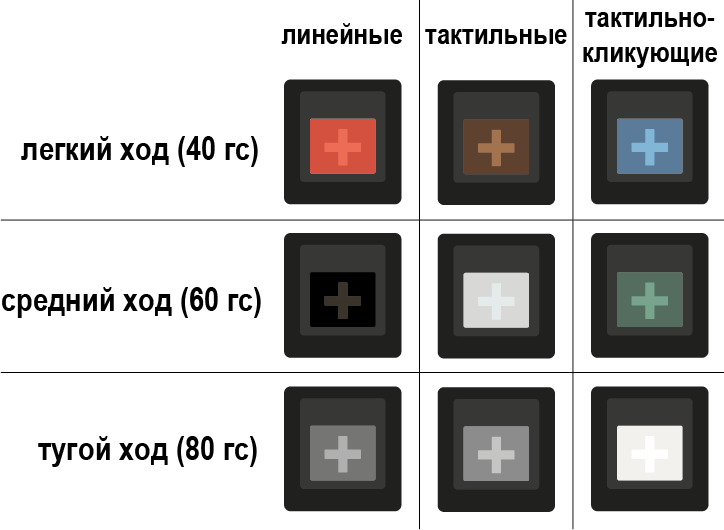 линейные
тактильные
тактильно-
кликующие
легкий ход (40 гс)
средний ход (60 гс)
тугой ход (80 гс)